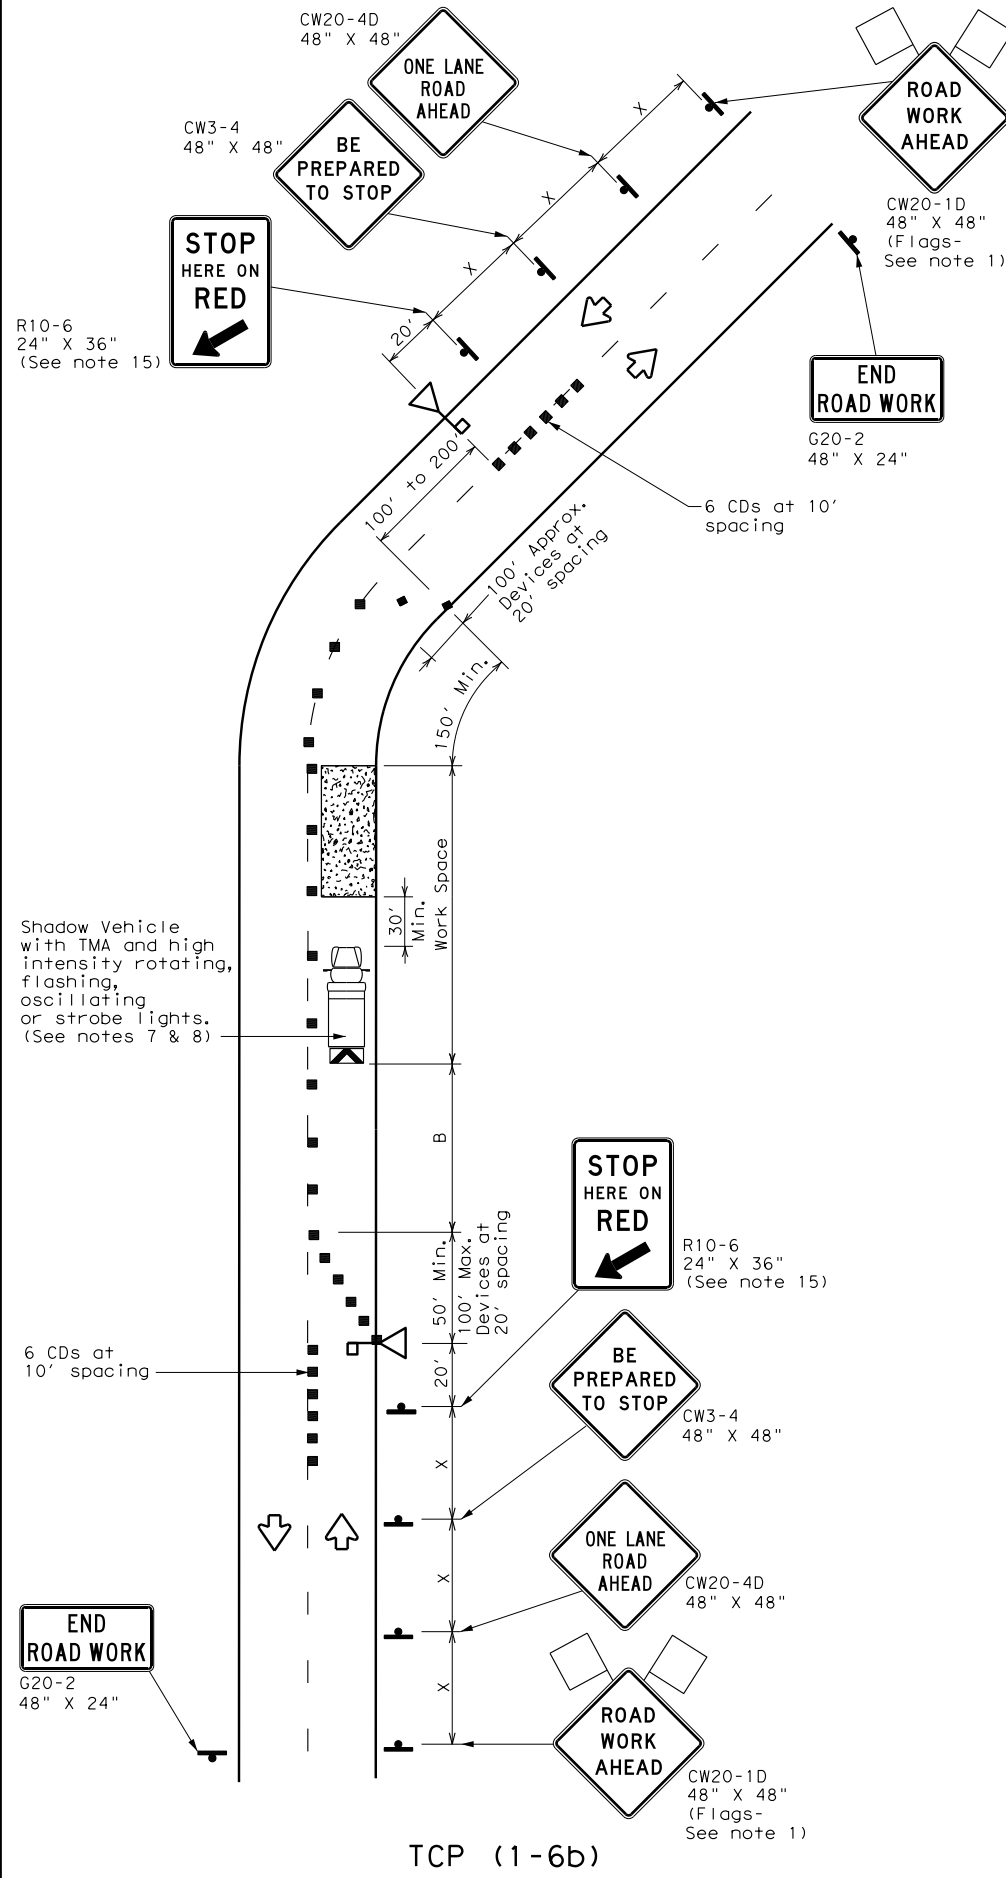 CW20-4D
48" X 48"
ONE LANE
ROAD
AHEAD
CW3-4
48" X 48"
BE
PREPARED
TO STOP
ROAD
WORK
AHEAD
CW20-1D
48" X 48"
(Flags-
See note 1)
STOP
HERE ON
RED
R10-6
24" X 36"
(See note 15)
X
X
X
20'
END
ROAD WORK
G20-2
48" X 24"
100' to 200'
6 CDs at 10'
spacing
100' Approx.
Devices at
20' spacing
150' Min.
Work Space
30'
Min.
Shadow Vehicle
with TMA and high
intensity rotating,
flashing,
oscillating
or strobe lights.
(See notes 7 & 8)
B
50' Min.
100' Max.
Devices at
20' spacing
STOP
HERE ON
RED
R10-6
24" X 36"
(See note 15)
6 CDs at
10' spacing
20'
BE
PREPARED
TO STOP
CW3-4
48" X 48"
X
ONE LANE
ROAD
AHEAD
CW20-4D
48" X 48"
X
END
ROAD WORK
G20-2
48" X 24"
X
ROAD
WORK
AHEAD
CW20-1D
48" X 48"
(Flags-
See note 1)
TCP (1-6b)